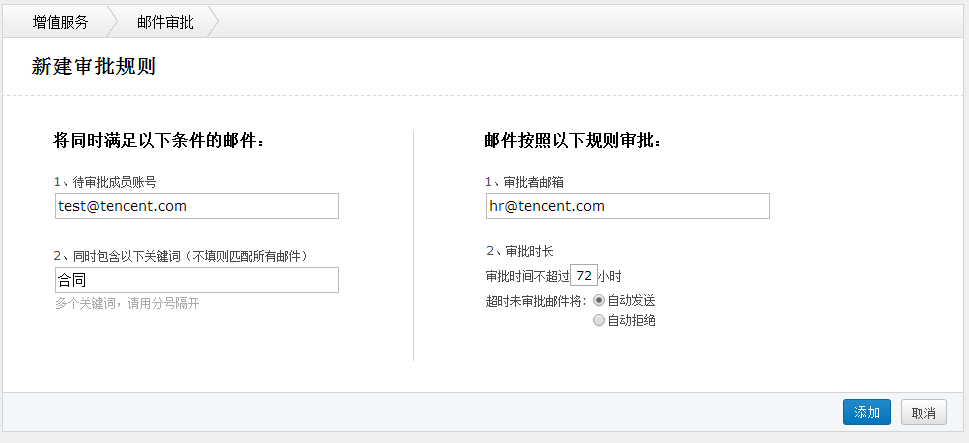 增值服务
邮件审批
新建审批规则
将同时满足以下条件的邮件：
1、待审批成员账号
test@tencent.com
2、同时包含以下关键词（不填则匹配所有邮件）
合同
多个关键词，请用分号隔开
邮件按照以下规则审批：
1、审批者邮箱
hr@tencent.com
2、审批时长
审批时间不超过72小时
超时未审批邮件将：自动发送
自动拒绝
添加
取消